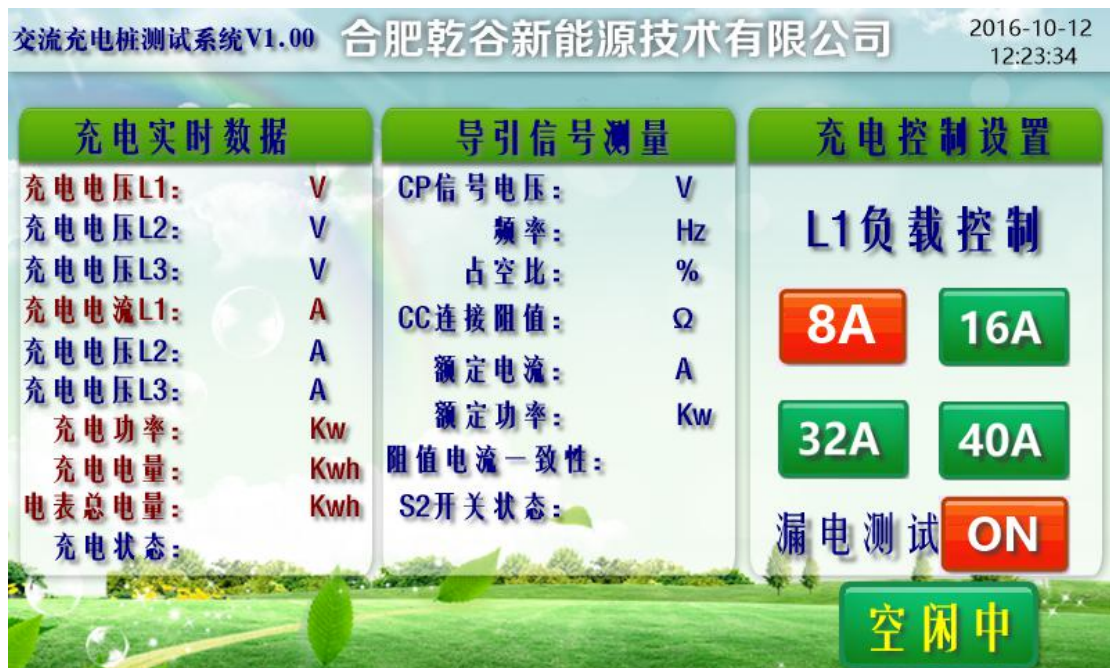 交流充电桩测试系统V1.00
合肥乾谷新能源技术有限公司
2016-10-12
12:23:34
充电实时数据
充电电压L1: V
充电电压L2: V
充电电压L3: V
充电电流L1: A
充电电压L2: A
充电电压L3: A
充电功率: Kw
充电电量: Kwh
电表总电量: Kwh
充电状态:
导引信号测量
CP信号电压: V
频率: Hz
占空比: %
CC连接阻值: Ω
额定电流: A
额定功率: Kw
阻值电流一致性:
S2开关状态:
充电控制设置
L1负载控制
8A 16A
32A 40A
漏电测试 ON
空闲中